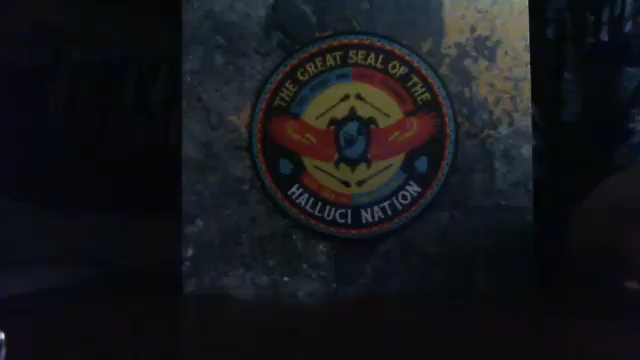 THE GREAT SEAL OF THE
HALLUCI NATION